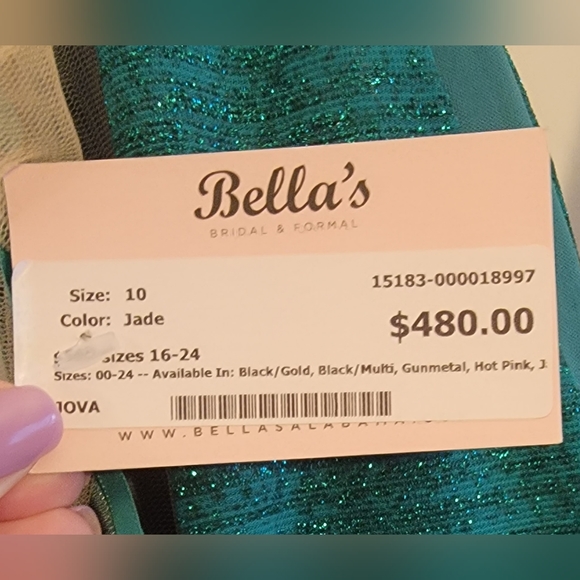 Bella's
BRIDAL & FORMAL
15183-000018997
Size: 10
Color: Jade
$480.00
sizes 16-24
Sizes: 00-24 -- Available In: Black/Gold, Black/Multi, Gunmetal, Hot Pink, J
JOVA